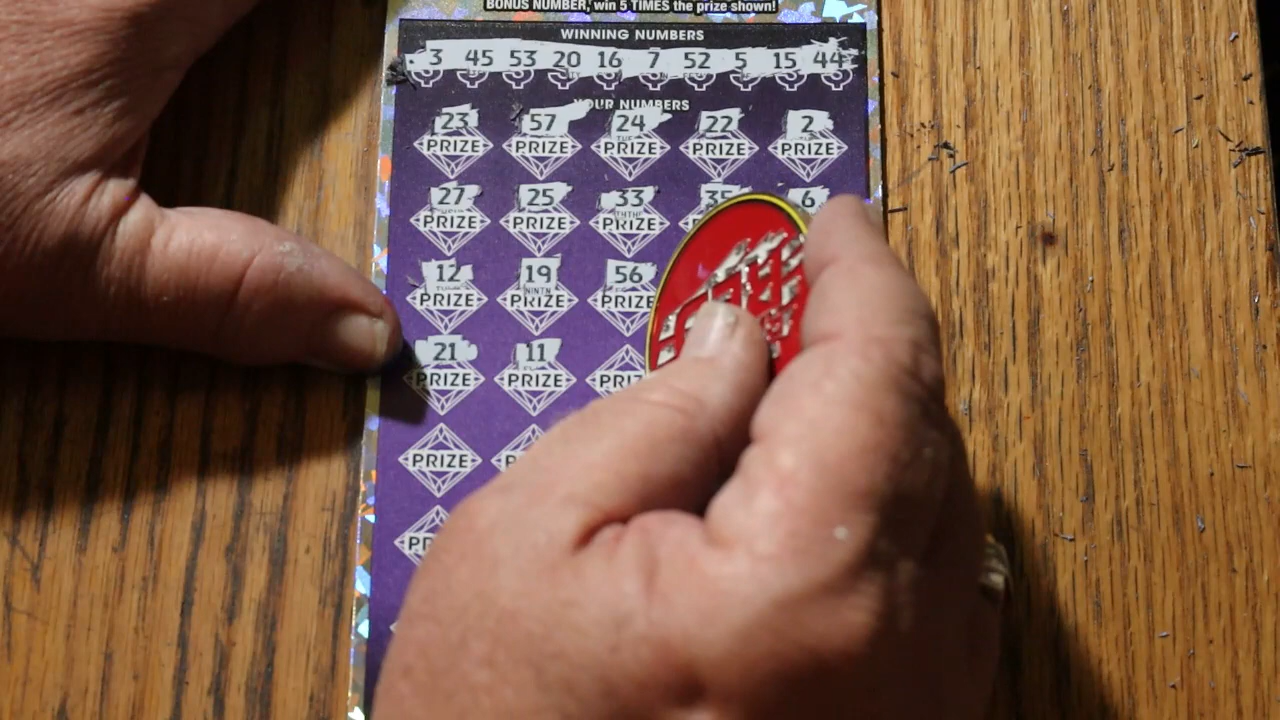 BONUS NUMBER, win 5 TIMES the prize shown!
WINNING NUMBERS
3 45 53 20 16 7 52 5 15 44
YOUR NUMBERS
23 57 24 22 2
PRIZE PRIZE PRIZE PRIZE PRIZE
27 25 33 35 6
PRIZE PRIZE PRIZE
12 19 56
PRIZE PRIZE PRIZE
21 11
PRIZE PRIZE
PRIZE